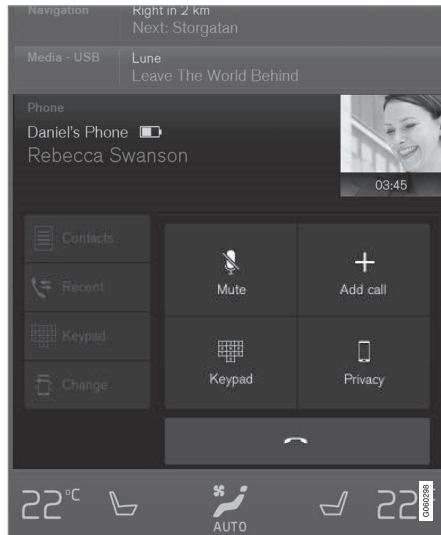 Navigation
Right in 2 km
Next: Storgatan
Media - USB
Lune
Leave The World Behind
Phone
Daniel's Phone
Rebecca Swanson
03:45
Contacts
Recent
Keypad
Change
Mute
Add call
Keypad
Privacy
22°C
AUTO
22
G060298